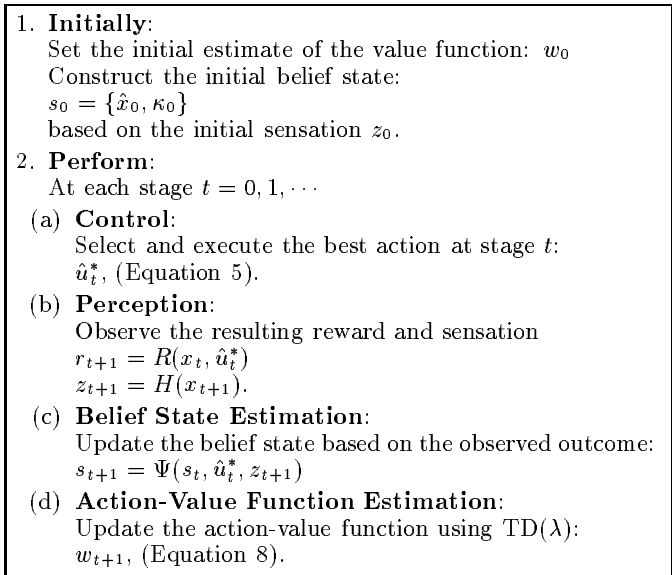 1. Initially:
Set the initial estimate of the value function: w₀
Construct the initial belief state:
s₀ = {x̂₀, κ₀}
based on the initial sensation z₀.
2. Perform:
At each stage t = 0, 1, ⋯
(a) Control:
Select and execute the best action at stage t:
û*ₜ, (Equation 5).
(b) Perception:
Observe the resulting reward and sensation
rₜ₊₁ = R(xₜ, û*ₜ)
zₜ₊₁ = H(xₜ₊₁).
(c) Belief State Estimation:
Update the belief state based on the observed outcome:
sₜ₊₁ = Ψ(sₜ, û*ₜ, zₜ₊₁)
(d) Action-Value Function Estimation:
Update the action-value function using TD(λ):
wₜ₊₁, (Equation 8).